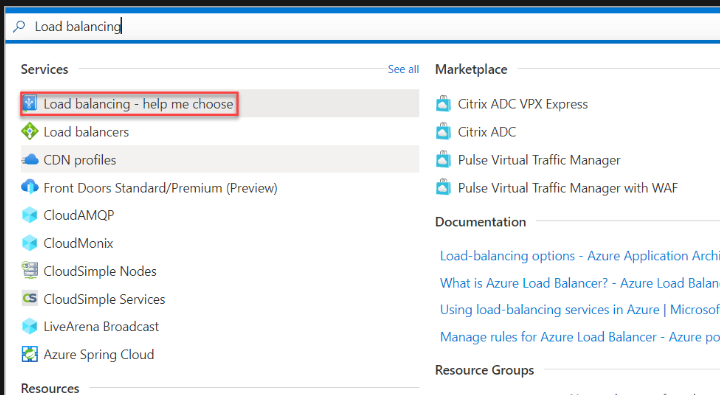 Load balancing
Services
See all
Load balancing - help me choose
Load balancers
CDN profiles
Front Doors Standard/Premium (Preview)
CloudAMQP
CloudMonix
CloudSimple Nodes
CloudSimple Services
LiveArena Broadcast
Azure Spring Cloud
Resources
Marketplace
Citrix ADC VPX Express
Citrix ADC
Pulse Virtual Traffic Manager
Pulse Virtual Traffic Manager with WAF
Documentation
Load-balancing options - Azure Application Archi
What is Azure Load Balancer? - Azure Load Balan
Using load-balancing services in Azure | Microsof
Manage rules for Azure Load Balancer - Azure po
Resource Groups